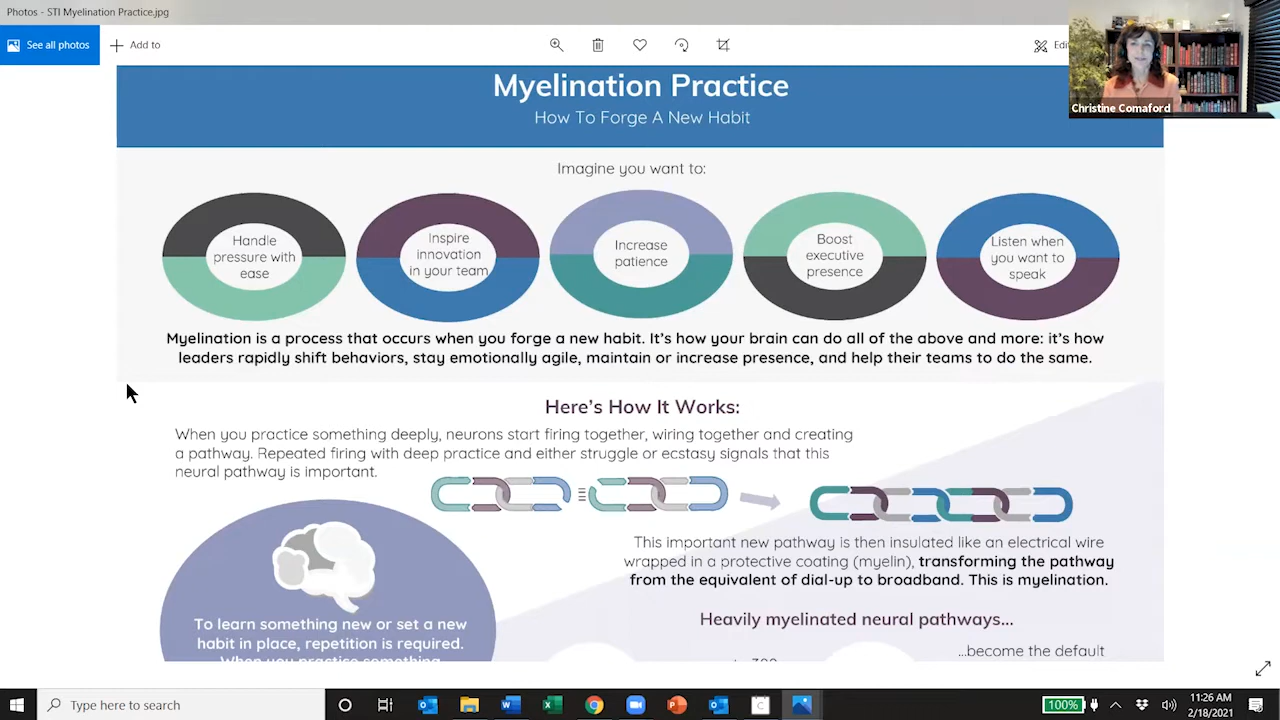 Photos - STI Myelination Practice.jpg
See all photos
Add to
Christine Comaford
Myelination Practice
How To Forge A New Habit
Imagine you want to:
Handle
pressure with
ease
Inspire
innovation
in your team
Increase
patience
Boost
executive
presence
Listen when
you want to
speak
Myelination is a process that occurs when you forge a new habit. It's how your brain can do all of the above and more: it's how
leaders rapidly shift behaviors, stay emotionally agile, maintain or increase presence, and help their teams to do the same.
Here's How It Works:
When you practice something deeply, neurons start firing together, wiring together and creating
a pathway. Repeated firing with deep practice and either struggle or ecstasy signals that this
neural pathway is important.
This important new pathway is then insulated like an electrical wire
wrapped in a protective coating (myelin), transforming the pathway
from the equivalent of dial-up to broadband. This is myelination.
To learn something new or set a new
habit in place, repetition is required.
When you practice something
Heavily myelinated neural pathways...
...become the default
Type here to search
100%
11:26 AM
2/18/2021